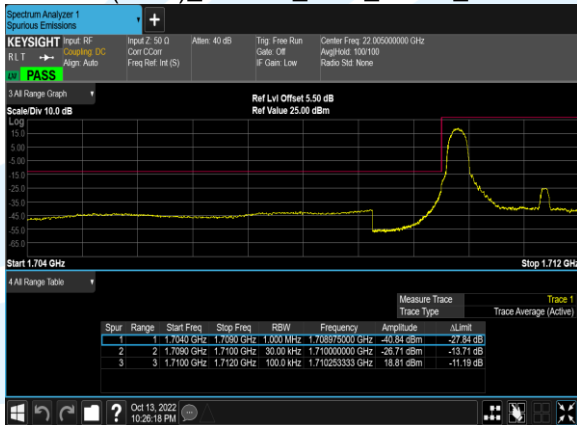 Spectrum Analyzer 1
Spurious Emissions
+
KEYSIGHT Input: RF Input Z: 50 Ω Atten: 40 dB Trig: Free Run Center Freq: 22.005000000 GHz
R L T Coupling: DC Corr CCorr Gate: Off Avg|Hold: 100/100
Align: Auto Freq Ref: Int (S) IF Gain: Low Radio Std: None
PASS
3 All Range Graph
Scale/Div 10.0 dB Ref Lvl Offset 5.50 dB
Ref Value 25.00 dBm
Log
15.0
5.00
-5.00
-15.0
-25.0
-35.0
-45.0
-55.0
-65.0
Start 1.704 GHz Stop 1.712 GHz
4 All Range Table
Measure Trace Trace 1
Trace Type Trace Average (Active)
Spur Range Start Freq Stop Freq RBW Frequency Amplitude ΔLimit
1 1 1.7040 GHz 1.7090 GHz 1.000 MHz 1.708975000 GHz -40.84 dBm -27.84 dB
2 2 1.7090 GHz 1.7100 GHz 30.00 kHz 1.710000000 GHz -26.71 dBm -13.71 dB
3 3 1.7100 GHz 1.7120 GHz 100.0 kHz 1.710253333 GHz 18.81 dBm -11.19 dB
? Oct 13, 2022
10:26:18 PM